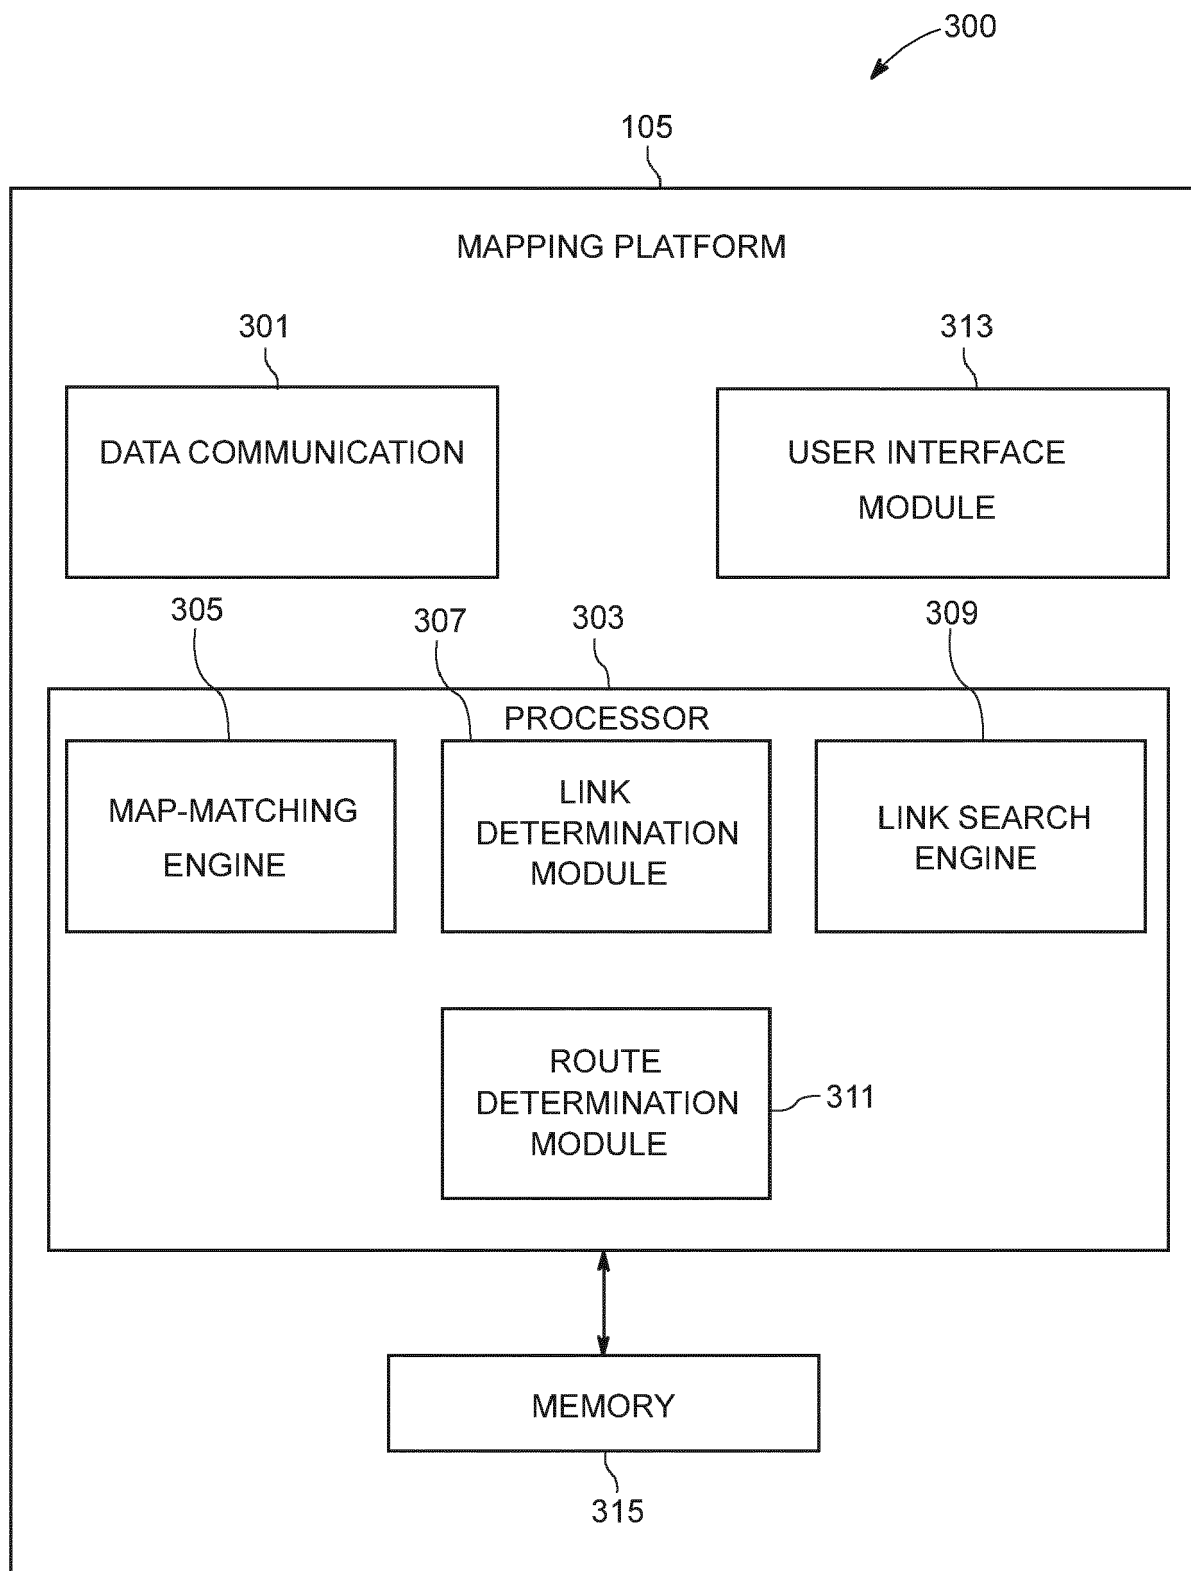 300
105
MAPPING PLATFORM
301
313
DATA COMMUNICATION
USER INTERFACE
MODULE
305
307
303
309
PROCESSOR
MAP-MATCHING
ENGINE
LINK
DETERMINATION
MODULE
LINK SEARCH
ENGINE
ROUTE
DETERMINATION
MODULE
311
MEMORY
315